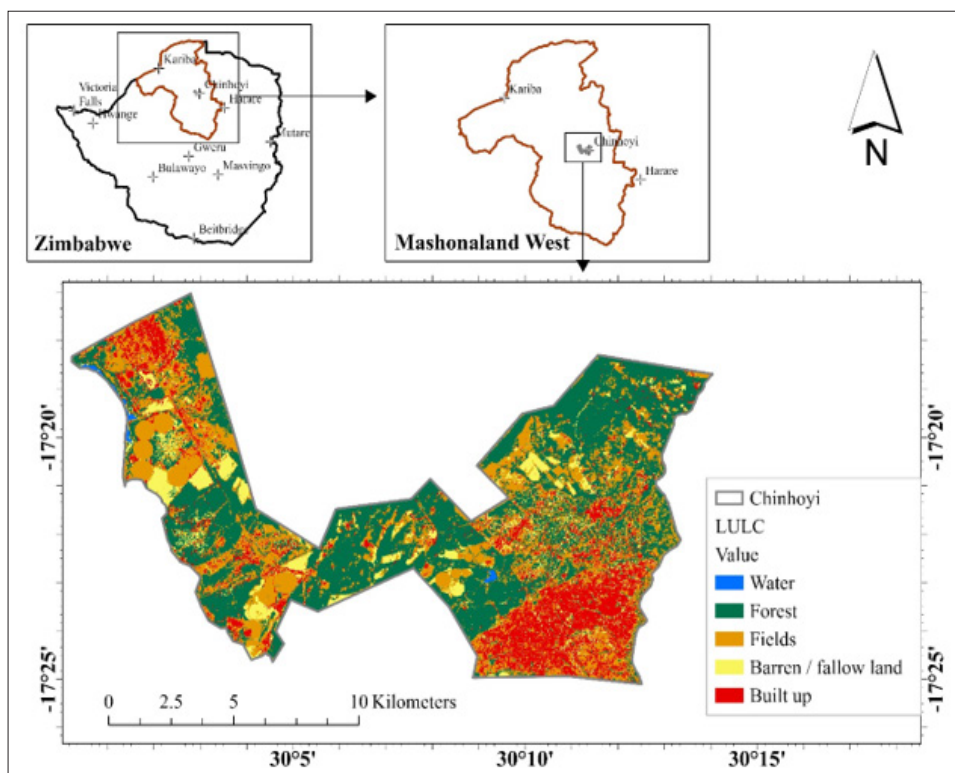 Kariba
Victoria
Falls
Hwange
Chinhoyi
Harare
Mutare
Gweru
Bulawayo
Masvingo
Beitbridge
Zimbabwe
Kariba
Chinhoyi
Harare
Mashonaland West
N
-17°20'
-17°20'
Chinhoyi
LULC
Value
Water
Forest
Fields
Barren / fallow land
Built up
-17°25'
-17°25'
0 2.5 5 10 Kilometers
30°5' 30°10' 30°15'